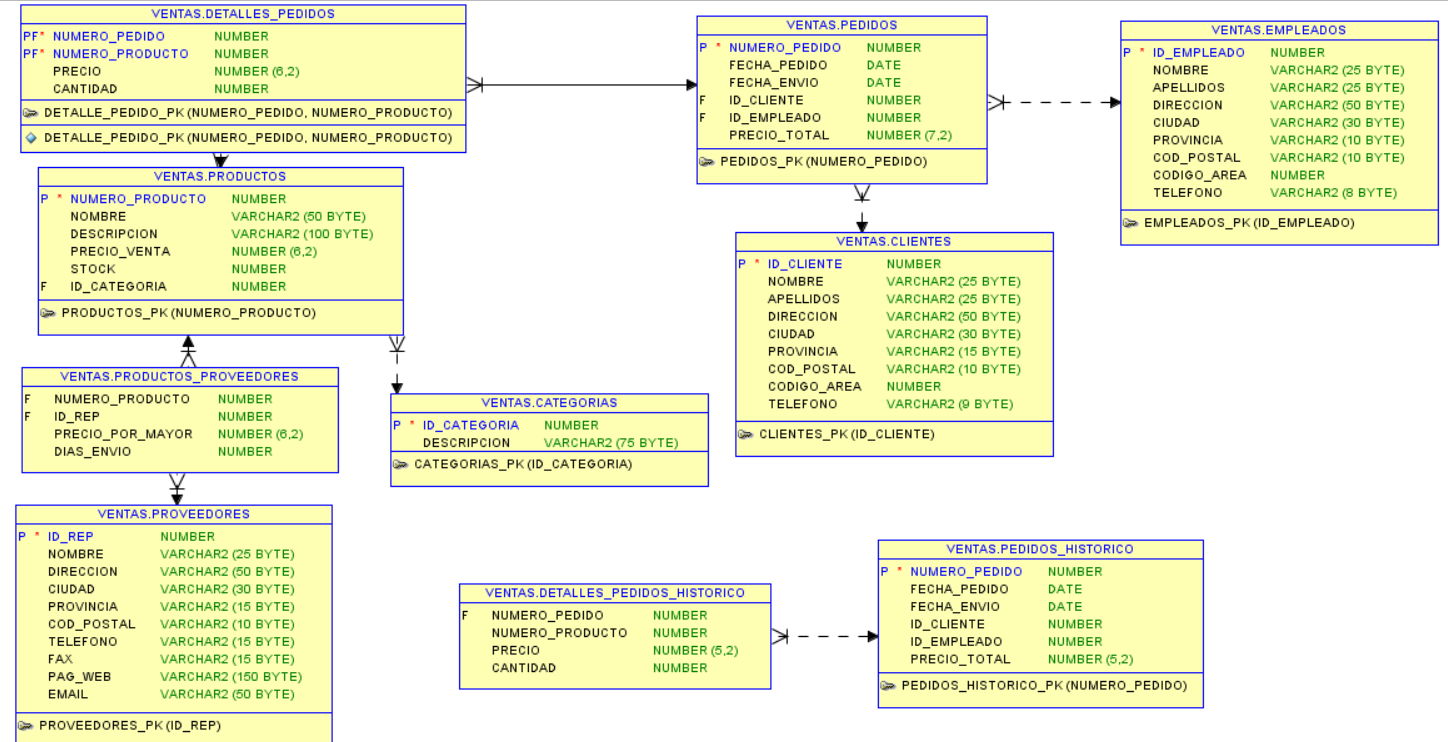 VENTAS.DETALLES_PEDIDOS
PF* NUMERO_PEDIDO NUMBER
PF* NUMERO_PRODUCTO NUMBER
PRECIO NUMBER (6,2)
CANTIDAD NUMBER
DETALLE_PEDIDO_PK (NUMERO_PEDIDO, NUMERO_PRODUCTO)
DETALLE_PEDIDO_PK (NUMERO_PEDIDO, NUMERO_PRODUCTO)
VENTAS.PEDIDOS
P * NUMERO_PEDIDO NUMBER
FECHA_PEDIDO DATE
FECHA_ENVIO DATE
F ID_CLIENTE NUMBER
F ID_EMPLEADO NUMBER
PRECIO_TOTAL NUMBER (7,2)
PEDIDOS_PK (NUMERO_PEDIDO)
VENTAS.EMPLEADOS
P * ID_EMPLEADO NUMBER
NOMBRE VARCHAR2 (25 BYTE)
APELLIDOS VARCHAR2 (25 BYTE)
DIRECCION VARCHAR2 (50 BYTE)
CIUDAD VARCHAR2 (30 BYTE)
PROVINCIA VARCHAR2 (10 BYTE)
COD_POSTAL VARCHAR2 (10 BYTE)
CODIGO_AREA NUMBER
TELEFONO VARCHAR2 (8 BYTE)
EMPLEADOS_PK (ID_EMPLEADO)
VENTAS.PRODUCTOS
P * NUMERO_PRODUCTO NUMBER
NOMBRE VARCHAR2 (50 BYTE)
DESCRIPCION VARCHAR2 (100 BYTE)
PRECIO_VENTA NUMBER (6,2)
STOCK NUMBER
F ID_CATEGORIA NUMBER
PRODUCTOS_PK (NUMERO_PRODUCTO)
VENTAS.CLIENTES
P * ID_CLIENTE NUMBER
NOMBRE VARCHAR2 (25 BYTE)
APELLIDOS VARCHAR2 (25 BYTE)
DIRECCION VARCHAR2 (50 BYTE)
CIUDAD VARCHAR2 (30 BYTE)
PROVINCIA VARCHAR2 (15 BYTE)
COD_POSTAL VARCHAR2 (10 BYTE)
CODIGO_AREA NUMBER
TELEFONO VARCHAR2 (9 BYTE)
CLIENTES_PK (ID_CLIENTE)
VENTAS.PRODUCTOS_PROVEEDORES
F NUMERO_PRODUCTO NUMBER
F ID_REP NUMBER
PRECIO_POR_MAYOR NUMBER (6,2)
DIAS_ENVIO NUMBER
VENTAS.CATEGORIAS
P * ID_CATEGORIA NUMBER
DESCRIPCION VARCHAR2 (75 BYTE)
CATEGORIAS_PK (ID_CATEGORIA)
VENTAS.PROVEEDORES
P * ID_REP NUMBER
NOMBRE VARCHAR2 (25 BYTE)
DIRECCION VARCHAR2 (50 BYTE)
CIUDAD VARCHAR2 (30 BYTE)
PROVINCIA VARCHAR2 (15 BYTE)
COD_POSTAL VARCHAR2 (10 BYTE)
TELEFONO VARCHAR2 (15 BYTE)
FAX VARCHAR2 (15 BYTE)
PAG_WEB VARCHAR2 (150 BYTE)
EMAIL VARCHAR2 (50 BYTE)
PROVEEDORES_PK (ID_REP)
VENTAS.DETALLES_PEDIDOS_HISTORICO
F NUMERO_PEDIDO NUMBER
NUMERO_PRODUCTO NUMBER
PRECIO NUMBER (5,2)
CANTIDAD NUMBER
VENTAS.PEDIDOS_HISTORICO
P * NUMERO_PEDIDO NUMBER
FECHA_PEDIDO DATE
FECHA_ENVIO DATE
ID_CLIENTE NUMBER
ID_EMPLEADO NUMBER
PRECIO_TOTAL NUMBER (5,2)
PEDIDOS_HISTORICO_PK (NUMERO_PEDIDO)